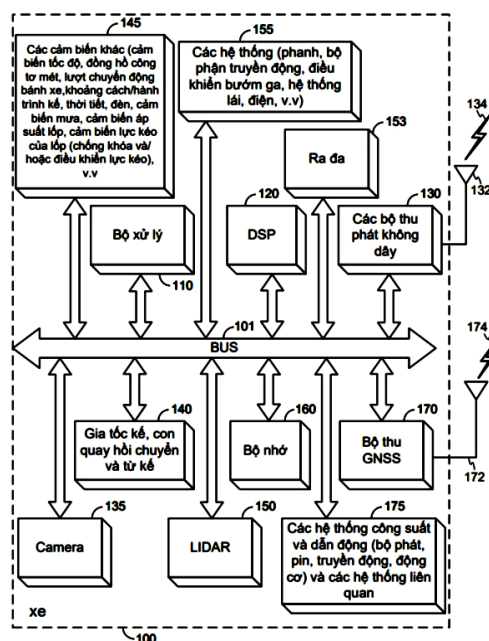 145
Các cảm biến khác (cảm
biến tốc độ, đồng hồ công
tơ mét, lượt chuyển động
bánh xe,khoảng cách/hành
trình kế, thời tiết, đèn, cảm
biến mưa, cảm biến áp
suất lốp, cảm biến lực kéo
của lốp (chống khóa và/
hoặc điều khiển lực kéo),
v.v
155
Các hệ thống (phanh, bộ
phận truyền động, điều
khiển bướm ga, hệ thống
lái, điện, v.v)
153
Ra đa
134
132
Bộ xử lý
110
120
DSP
130
Các bộ thu
phát không
dây
101
BUS
174
140
Gia tốc kế, con
quay hồi chuyển
và từ kế
160
Bộ nhớ
170
Bộ thu
GNSS
172
135
Camera
150
LIDAR
175
Các hệ thống công suất
và dẫn động (bộ phát,
pin, truyền động, động
cơ) và các hệ thống liên
quan
xe
100